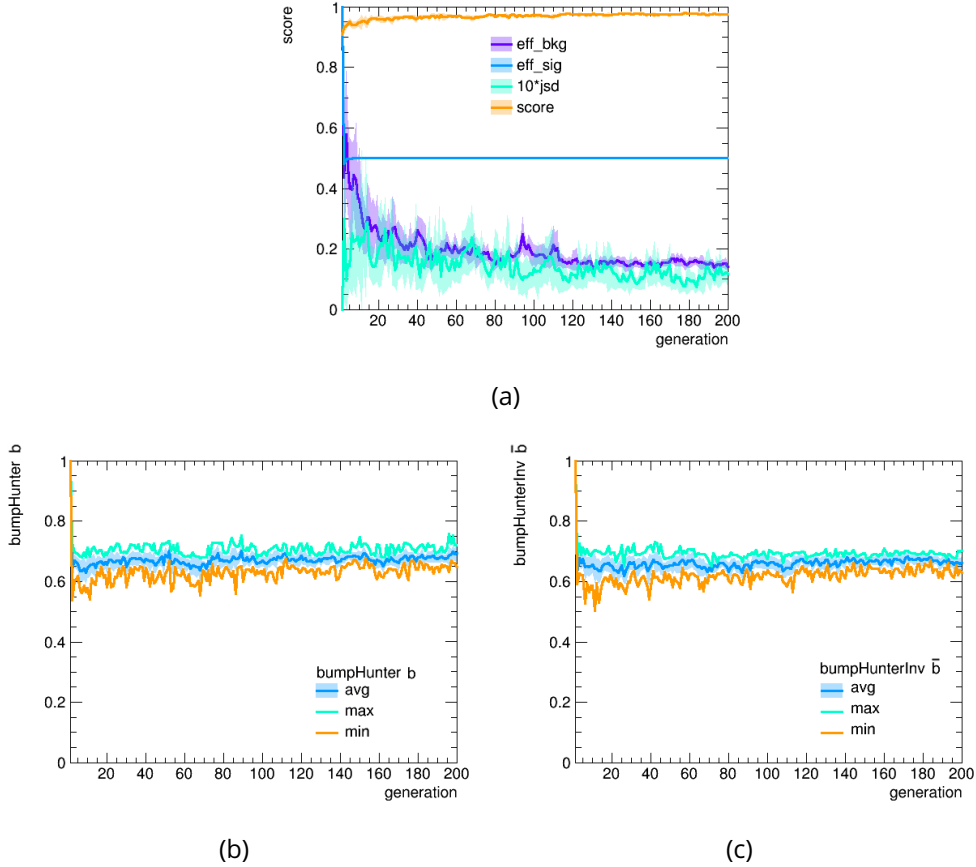 score
1
0.8
0.6
0.4
0.2
0
eff_bkg
eff_sig
10*jsd
score
20 40 60 80 100 120 140 160 180 200
generation
(a)
bumpHunter b
1
0.8
0.6
0.4
0.2
0
bumpHunter b
avg
max
min
20 40 60 80 100 120 140 160 180 200
generation
(b)
bumpHunterInv b̄
1
0.8
0.6
0.4
0.2
0
bumpHunterInv b̄
avg
max
min
20 40 60 80 100 120 140 160 180 200
generation
(c)